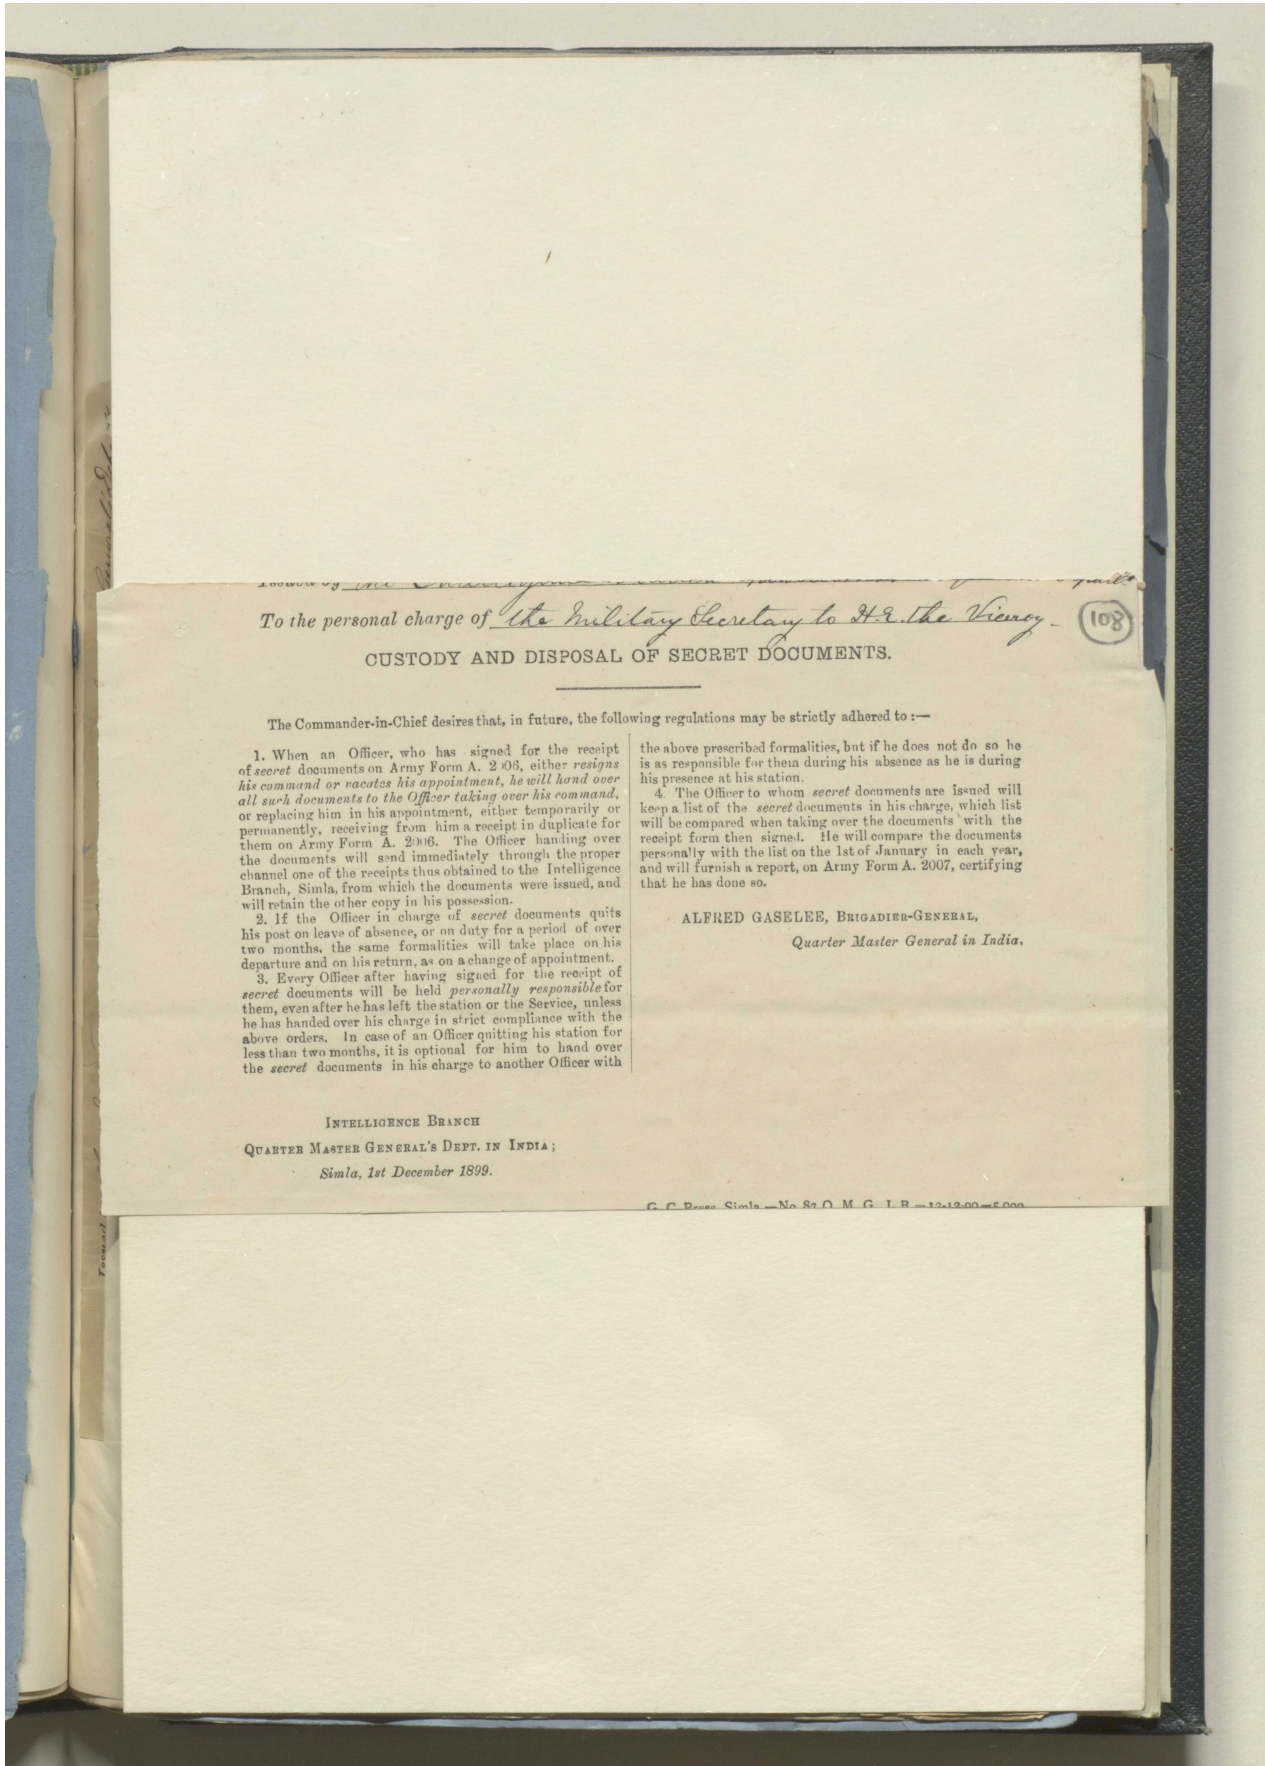 Issued by the Intelligence
To the personal charge of the Military Secretary to H.E. the Viceroy -
108
CUSTODY AND DISPOSAL OF SECRET DOCUMENTS.
The Commander-in-Chief desires that, in future, the following regulations may be strictly adhered to :—
1. When an Officer, who has signed for the receipt
of secret documents on Army Form A. 2006, either resigns
his command or vacates his appointment, he will hand over
all such documents to the Officer taking over his command,
or replacing him in his appointment, either temporarily or
permanently, receiving from him a receipt in duplicate for
them on Army Form A. 2006. The Officer handing over
the documents will send immediately through the proper
channel one of the receipts thus obtained to the Intelligence
Branch, Simla, from which the documents were issued, and
will retain the other copy in his possession.
2. If the Officer in charge of secret documents quits
his post on leave of absence, or on duty for a period of over
two months, the same formalities will take place on his
departure and on his return, as on a change of appointment.
3. Every Officer after having signed for the receipt of
secret documents will be held personally responsible for
them, even after he has left the station or the Service, unless
he has handed over his charge in strict compliance with the
above orders. In case of an Officer quitting his station for
less than two months, it is optional for him to hand over
the secret documents in his charge to another Officer with
the above prescribed formalities, but if he does not do so he
is as responsible for them during his absence as he is during
his presence at his station.
4. The Officer to whom secret documents are issued will
keep a list of the secret documents in his charge, which list
will be compared when taking over the documents with the
receipt form then signed. He will compare the documents
personally with the list on the 1st of January in each year,
and will furnish a report, on Army Form A. 2007, certifying
that he has done so.
ALFRED GASELEE, BRIGADIER-GENERAL,
Quarter Master General in India.
INTELLIGENCE BRANCH
QUARTER MASTER GENERAL'S DEPT. IN INDIA;
Simla, 1st December 1899.
G. C. Press, Simla.—No. 82 Q. M. G. I. B.—12-12-99—5,000